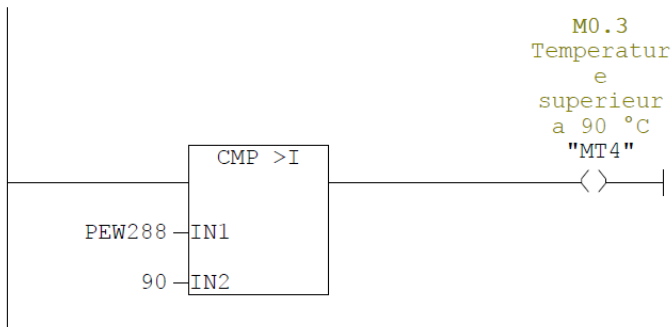 M0.3
Temperatur
e
superieur
a 90 °C
"MT4"
CMP >I
PEW288 IN1
90 IN2